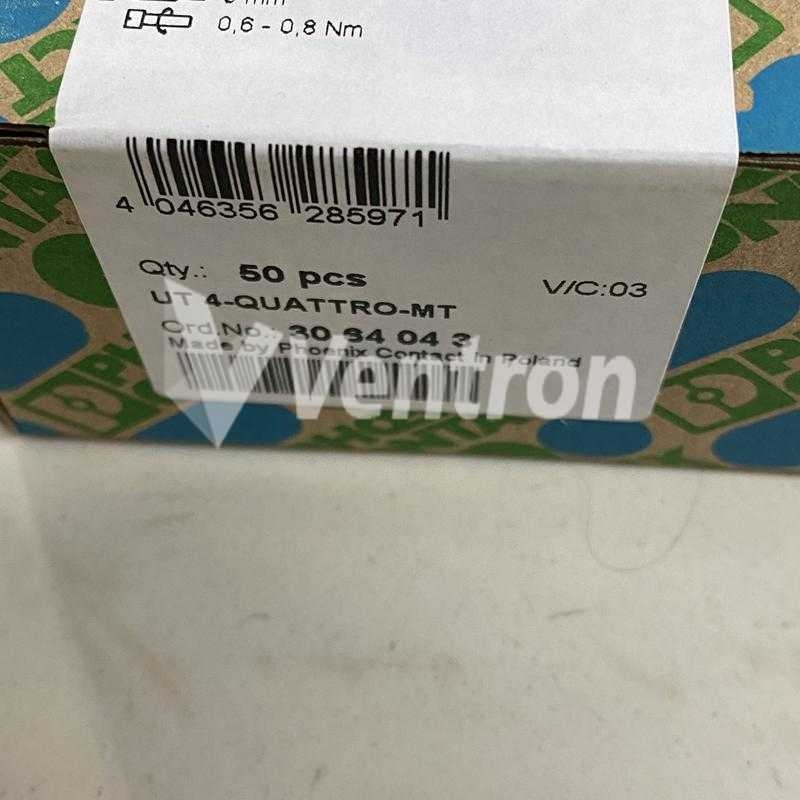 0,6 - 0,8 Nm
4 046356 285971
Qty.: 50 pcs
V/C:03
UT 4-QUATTRO-MT
Ord.No.: 30 64 04 3
Made by Phoenix Contact in Poland
Ventron